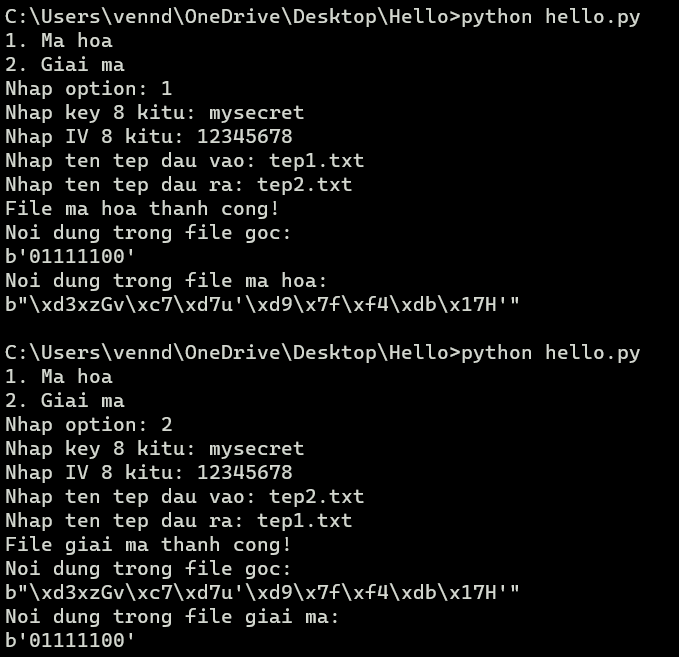 C:\Users\vennd\OneDrive\Desktop\Hello>python hello.py
1. Ma hoa
2. Giai ma
Nhap option: 1
Nhap key 8 kitu: mysecret
Nhap IV 8 kitu: 12345678
Nhap ten tep dau vao: tep1.txt
Nhap ten tep dau ra: tep2.txt
File ma hoa thanh cong!
Noi dung trong file goc:
b'01111100'
Noi dung trong file ma hoa:
b"\xd3xzGv\xc7\xd7u'\xd9\x7f\xf4\xdb\x17H'"
C:\Users\vennd\OneDrive\Desktop\Hello>python hello.py
1. Ma hoa
2. Giai ma
Nhap option: 2
Nhap key 8 kitu: mysecret
Nhap IV 8 kitu: 12345678
Nhap ten tep dau vao: tep2.txt
Nhap ten tep dau ra: tep1.txt
File giai ma thanh cong!
Noi dung trong file goc:
b"\xd3xzGv\xc7\xd7u'\xd9\x7f\xf4\xdb\x17H'"
Noi dung trong file giai ma:
b'01111100'